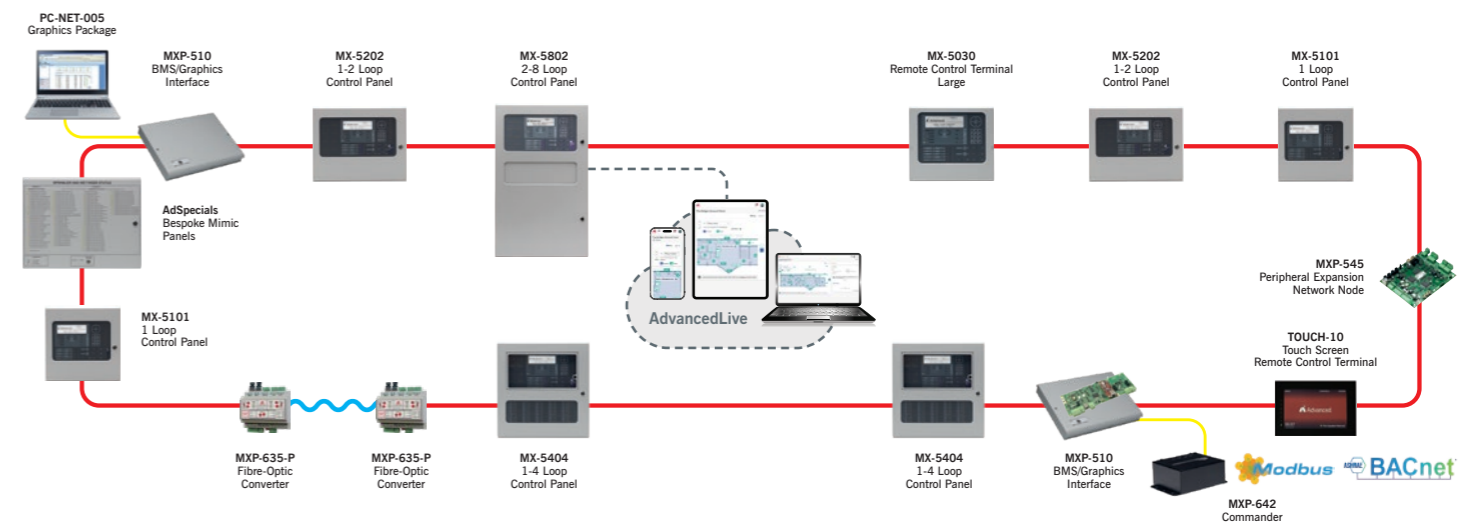 PC-NET-005
Graphics Package
MXP-510
BMS/Graphics
Interface
MX-5202
1-2 Loop
Control Panel
MX-5802
2-8 Loop
Control Panel
MX-5030
Remote Control Terminal
Large
MX-5202
1-2 Loop
Control Panel
MX-5101
1 Loop
Control Panel
AdSpecials
Bespoke Mimic
Panels
MXP-545
Peripheral Expansion
Network Node
MX-5101
1 Loop
Control Panel
AdvancedLive
TOUCH-10
Touch Screen
Remote Control Terminal
Advanced
MXP-635-P
Fibre-Optic
Converter
MXP-635-P
Fibre-Optic
Converter
MX-5404
1-4 Loop
Control Panel
MX-5404
1-4 Loop
Control Panel
MXP-510
BMS/Graphics
Interface
MXP-642
Commander
Modbus
ASHRAE BACnet